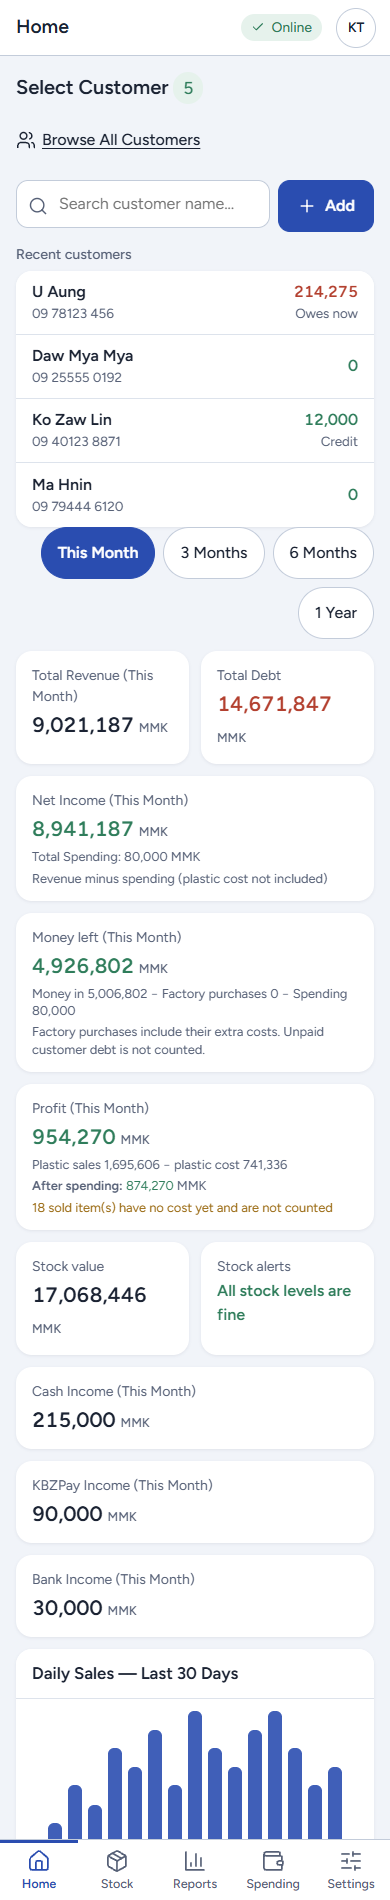 Home
Online
KT
Select Customer 5
Browse All Customers
Search customer name...
Add
Recent customers
U Aung
214,275
09 78123 456
Owes now
Daw Mya Mya
0
09 25555 0192
Ko Zaw Lin
12,000
09 40123 8871
Credit
Ma Hnin
0
09 79444 6120
This Month
3 Months
6 Months
1 Year
Total Revenue (This
Month)
9,021,187 MMK
Total Debt
14,671,847
MMK
Net Income (This Month)
8,941,187 MMK
Total Spending: 80,000 MMK
Revenue minus spending (plastic cost not included)
Money left (This Month)
4,926,802 MMK
Money in 5,006,802 − Factory purchases 0 − Spending
80,000
Factory purchases include their extra costs. Unpaid
customer debt is not counted.
Profit (This Month)
954,270 MMK
Plastic sales 1,695,606 − plastic cost 741,336
After spending: 874,270 MMK
18 sold item(s) have no cost yet and are not counted
Stock value
17,068,446
MMK
Stock alerts
All stock levels are
fine
Cash Income (This Month)
215,000 MMK
KBZPay Income (This Month)
90,000 MMK
Bank Income (This Month)
30,000 MMK
Daily Sales — Last 30 Days
Home
Stock
Reports
Spending
Settings